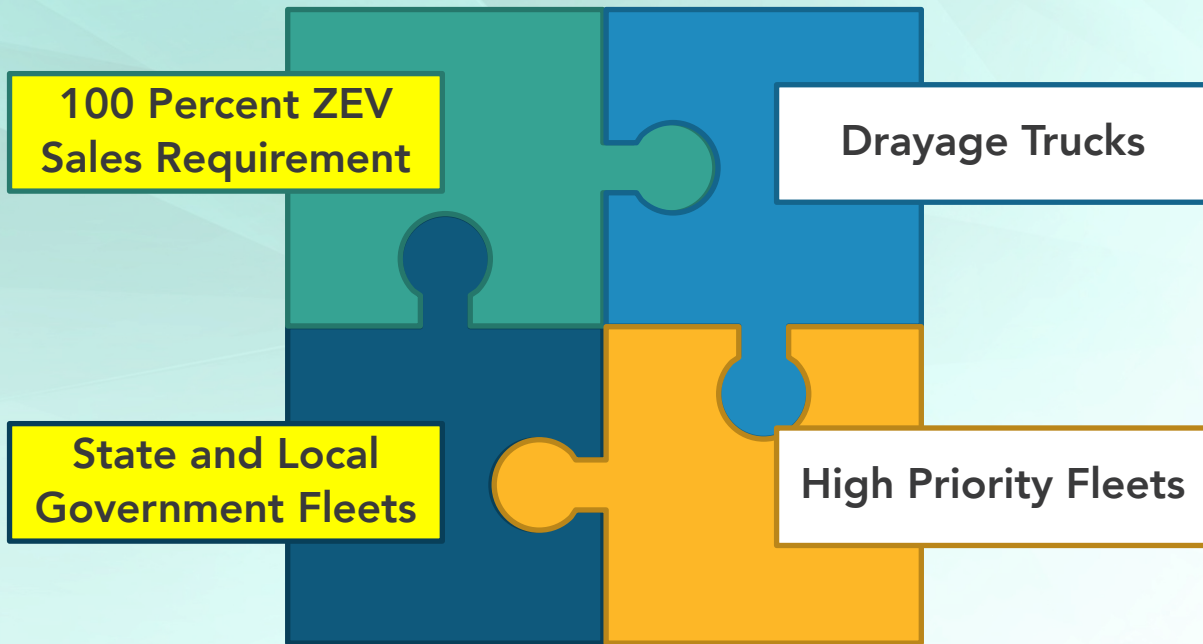 100 Percent ZEV
Sales Requirement
Drayage Trucks
State and Local
Government Fleets
High Priority Fleets